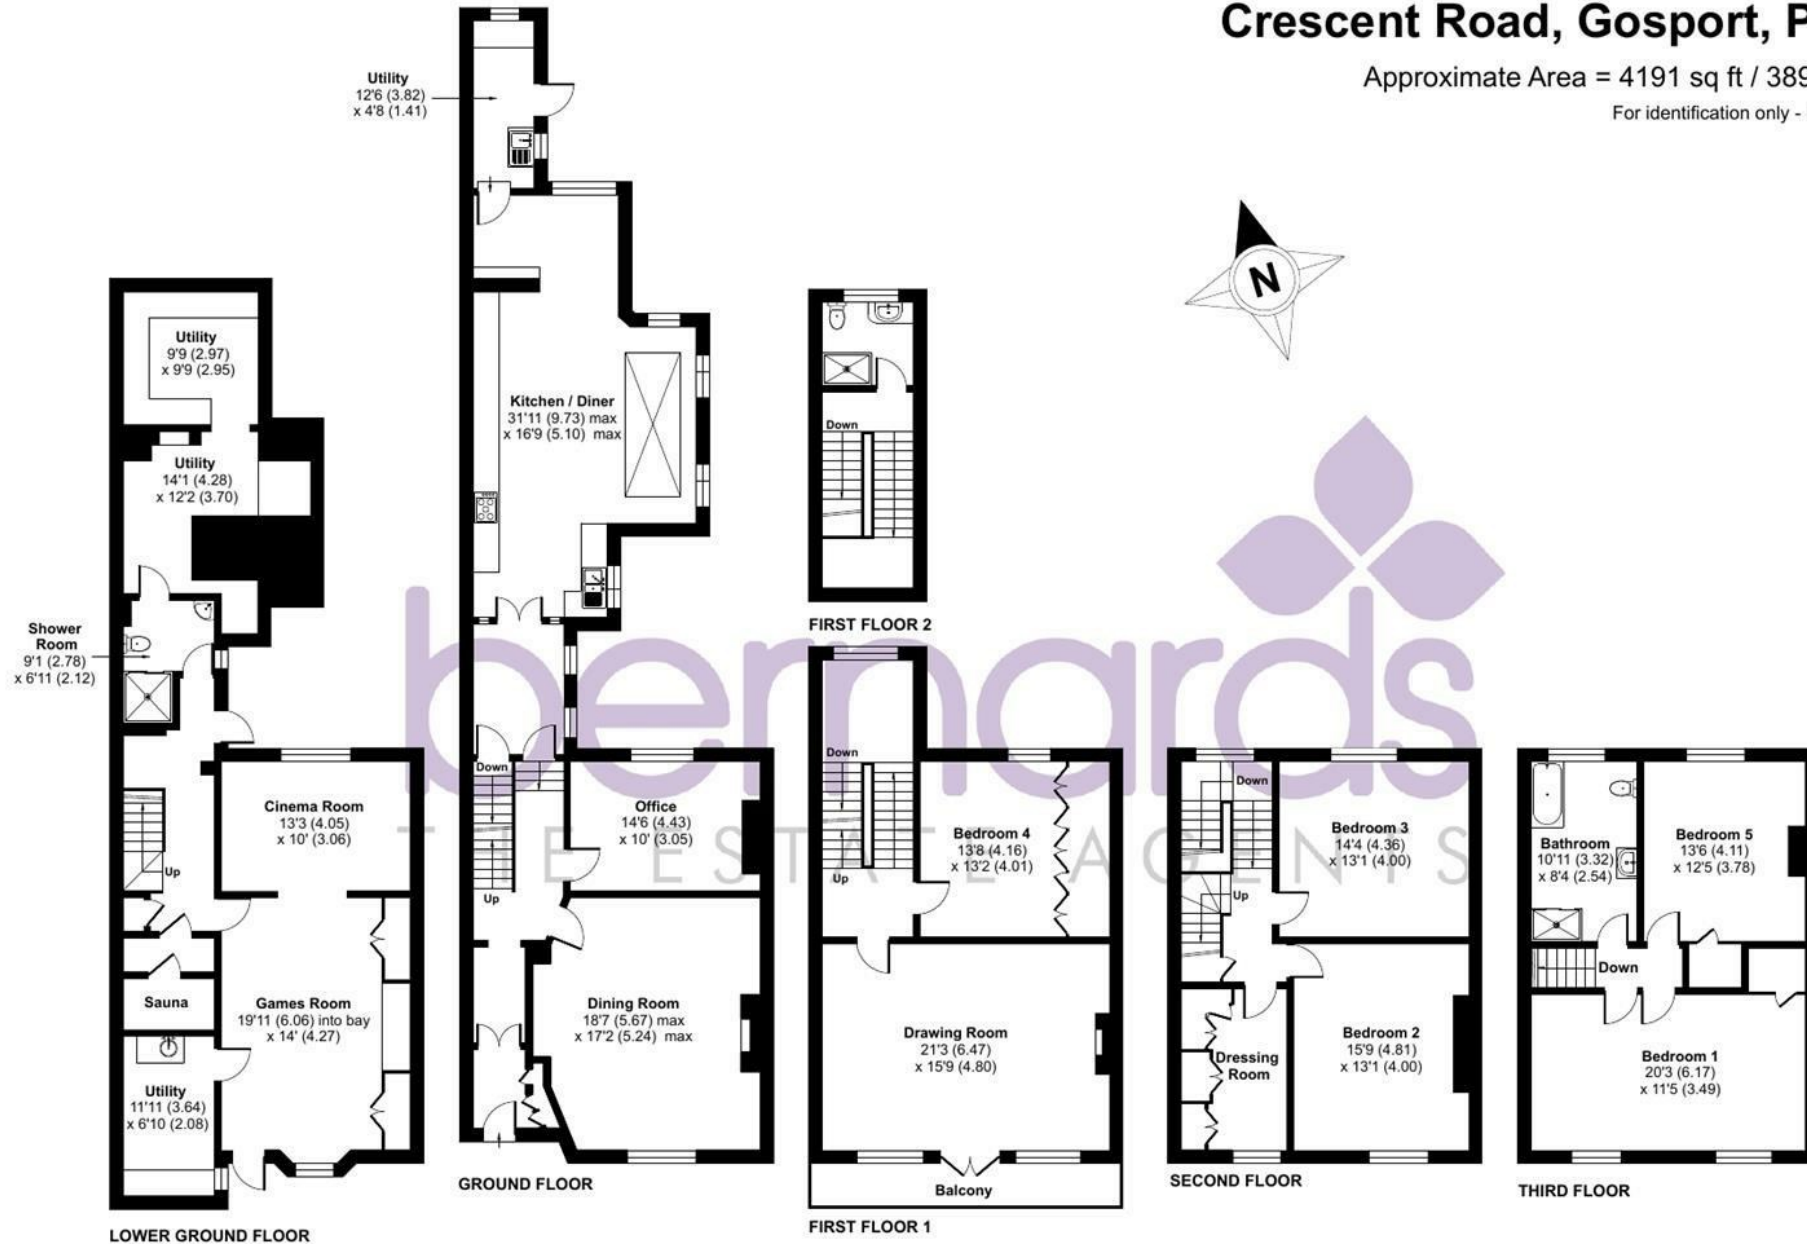 Crescent Road, Gosport, P
Approximate Area = 4191 sq ft / 389
For identification only -
N
Utility
12'6 (3.82)
x 4'8 (1.41)
Utility
9'9 (2.97)
x 9'9 (2.95)
Utility
14'1 (4.28)
x 12'2 (3.70)
Shower
Room
9'1 (2.78)
x 6'11 (2.12)
Cinema Room
13'3 (4.05)
x 10' (3.06)
Up
Sauna
Games Room
19'11 (6.06) into bay
x 14' (4.27)
Utility
11'11 (3.64)
x 6'10 (2.08)
LOWER GROUND FLOOR
Kitchen / Diner
31'11 (9.73) max
x 16'9 (5.10) max
Down
Office
14'6 (4.43)
x 10' (3.05)
Up
Dining Room
18'7 (5.67) max
x 17'2 (5.24) max
GROUND FLOOR
Down
FIRST FLOOR 2
Down
Bedroom 4
13'8 (4.16)
x 13'2 (4.01)
Up
Drawing Room
21'3 (6.47)
x 15'9 (4.80)
Balcony
FIRST FLOOR 1
Down
Bedroom 3
14'4 (4.36)
x 13'1 (4.00)
Up
Dressing
Room
Bedroom 2
15'9 (4.81)
x 13'1 (4.00)
SECOND FLOOR
Bathroom
10'11 (3.32)
x 8'4 (2.54)
Bedroom 5
13'6 (4.11)
x 12'5 (3.78)
Down
Bedroom 1
20'3 (6.17)
x 11'5 (3.49)
THIRD FLOOR
bernards
THE ESTATE AGENTS